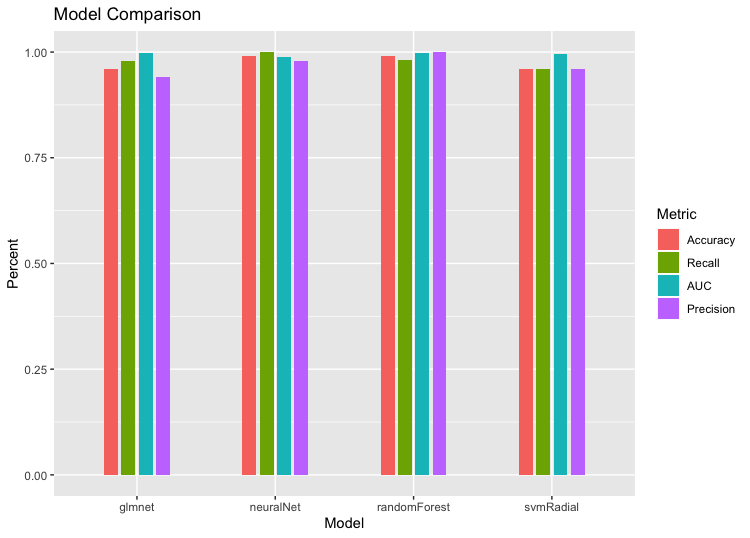 Model Comparison
1.00
0.75
0.50
0.25
0.00
Percent
glmnet neuralNet randomForest svmRadial
Model
Metric
Accuracy
Recall
AUC
Precision